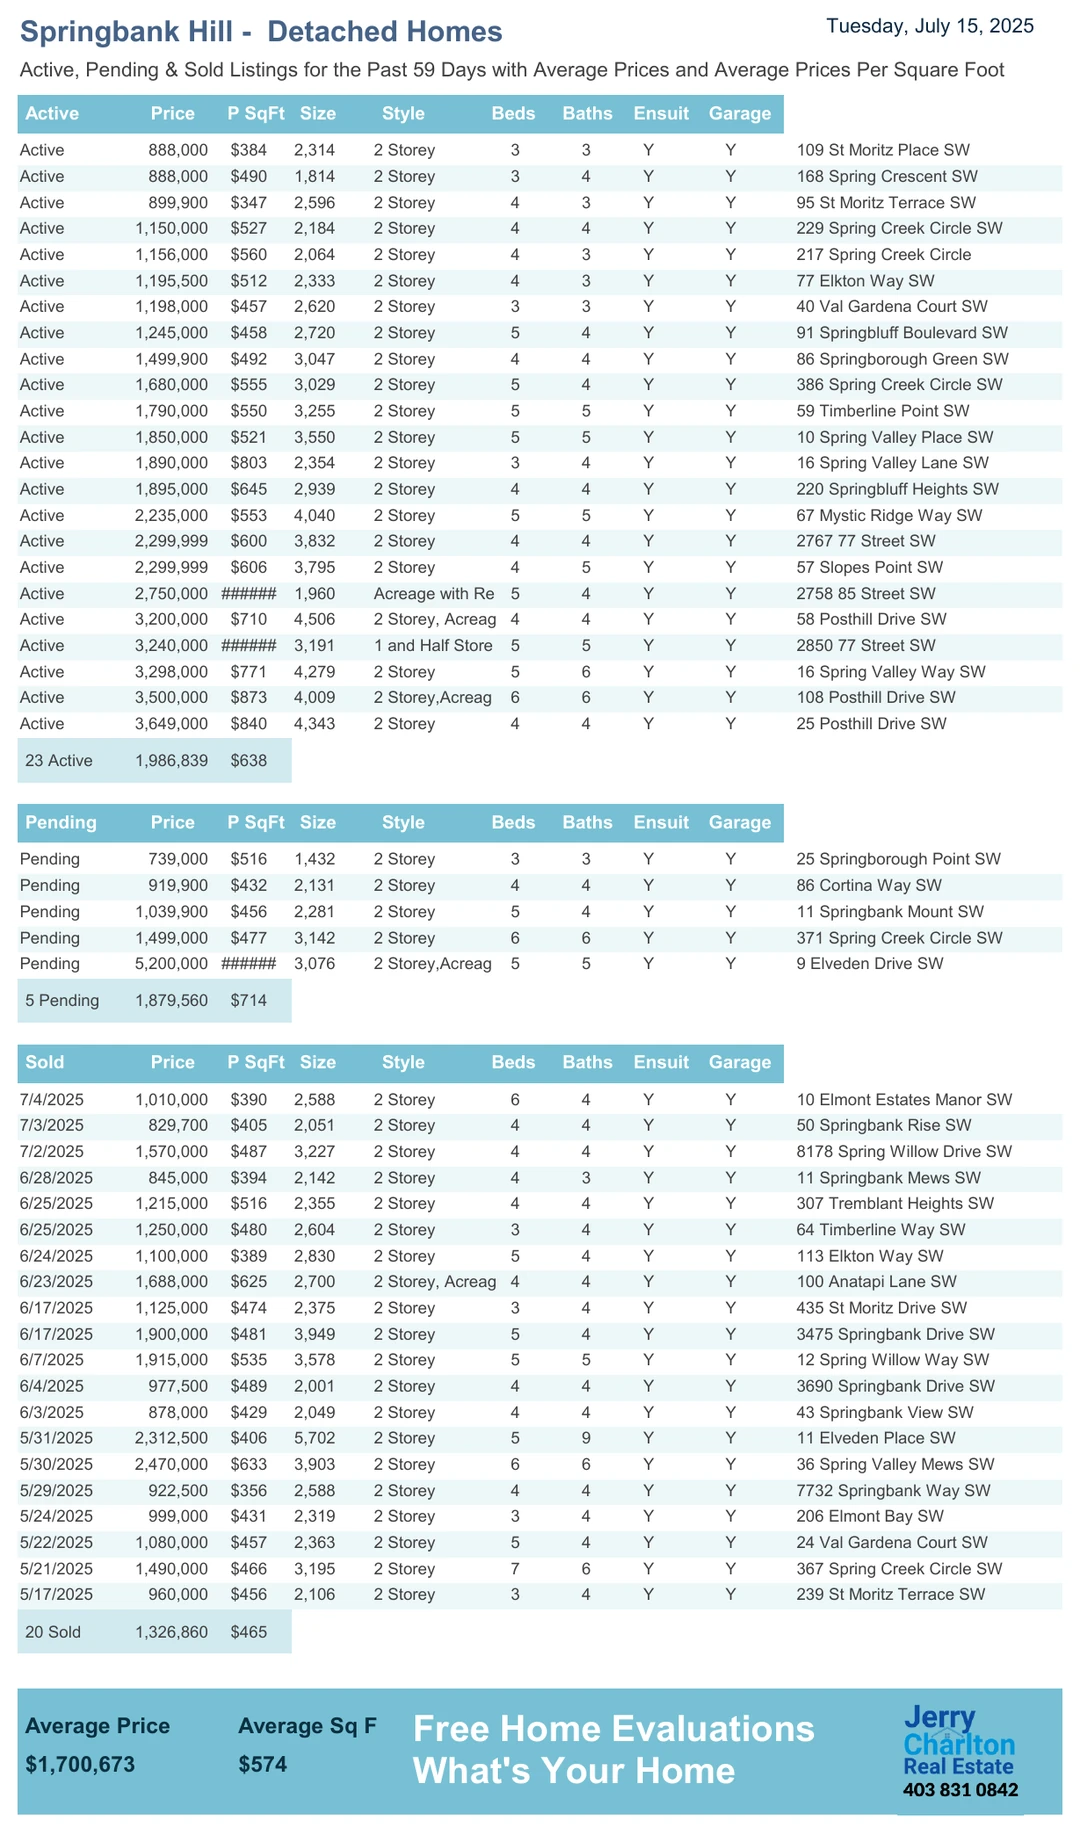 Springbank Hill - Detached Homes Tuesday, July 15, 2025
Active, Pending & Sold Listings for the Past 59 Days with Average Prices and Average Prices Per Square Foot
Active Price P SqFt Size Style Beds Baths Ensuit Garage
Active 888,000 $384 2,314 2 Storey 3 3 Y Y 109 St Moritz Place SW
Active 888,000 $490 1,814 2 Storey 3 4 Y Y 168 Spring Crescent SW
Active 899,900 $347 2,596 2 Storey 4 3 Y Y 95 St Moritz Terrace SW
Active 1,150,000 $527 2,184 2 Storey 4 4 Y Y 229 Spring Creek Circle SW
Active 1,156,000 $560 2,064 2 Storey 4 3 Y Y 217 Spring Creek Circle
Active 1,195,500 $512 2,333 2 Storey 4 3 Y Y 77 Elkton Way SW
Active 1,198,000 $457 2,620 2 Storey 3 3 Y Y 40 Val Gardena Court SW
Active 1,245,000 $458 2,720 2 Storey 5 4 Y Y 91 Springbluff Boulevard SW
Active 1,499,900 $492 3,047 2 Storey 4 4 Y Y 86 Springborough Green SW
Active 1,680,000 $555 3,029 2 Storey 5 4 Y Y 386 Spring Creek Circle SW
Active 1,790,000 $550 3,255 2 Storey 5 5 Y Y 59 Timberline Point SW
Active 1,850,000 $521 3,550 2 Storey 5 5 Y Y 10 Spring Valley Place SW
Active 1,890,000 $803 2,354 2 Storey 3 4 Y Y 16 Spring Valley Lane SW
Active 1,895,000 $645 2,939 2 Storey 4 4 Y Y 220 Springbluff Heights SW
Active 2,235,000 $553 4,040 2 Storey 5 5 Y Y 67 Mystic Ridge Way SW
Active 2,299,999 $600 3,832 2 Storey 4 4 Y Y 2767 77 Street SW
Active 2,299,999 $606 3,795 2 Storey 4 5 Y Y 57 Slopes Point SW
Active 2,750,000 ###### 1,960 Acreage with Re 5 4 Y Y 2758 85 Street SW
Active 3,200,000 $710 4,506 2 Storey, Acreag 4 4 Y Y 58 Posthill Drive SW
Active 3,240,000 ###### 3,191 1 and Half Store 5 5 Y Y 2850 77 Street SW
Active 3,298,000 $771 4,279 2 Storey 5 6 Y Y 16 Spring Valley Way SW
Active 3,500,000 $873 4,009 2 Storey,Acreag 6 6 Y Y 108 Posthill Drive SW
Active 3,649,000 $840 4,343 2 Storey 4 4 Y Y 25 Posthill Drive SW
23 Active 1,986,839 $638
Pending Price P SqFt Size Style Beds Baths Ensuit Garage
Pending 739,000 $516 1,432 2 Storey 3 3 Y Y 25 Springborough Point SW
Pending 919,900 $432 2,131 2 Storey 4 4 Y Y 86 Cortina Way SW
Pending 1,039,900 $456 2,281 2 Storey 5 4 Y Y 11 Springbank Mount SW
Pending 1,499,000 $477 3,142 2 Storey 6 6 Y Y 371 Spring Creek Circle SW
Pending 5,200,000 ###### 3,076 2 Storey,Acreag 5 5 Y Y 9 Elveden Drive SW
5 Pending 1,879,560 $714
Sold Price P SqFt Size Style Beds Baths Ensuit Garage
7/4/2025 1,010,000 $390 2,588 2 Storey 6 4 Y Y 10 Elmont Estates Manor SW
7/3/2025 829,700 $405 2,051 2 Storey 4 4 Y Y 50 Springbank Rise SW
7/2/2025 1,570,000 $487 3,227 2 Storey 4 4 Y Y 8178 Spring Willow Drive SW
6/28/2025 845,000 $394 2,142 2 Storey 4 3 Y Y 11 Springbank Mews SW
6/25/2025 1,215,000 $516 2,355 2 Storey 4 4 Y Y 307 Tremblant Heights SW
6/25/2025 1,250,000 $480 2,604 2 Storey 3 4 Y Y 64 Timberline Way SW
6/24/2025 1,100,000 $389 2,830 2 Storey 5 4 Y Y 113 Elkton Way SW
6/23/2025 1,688,000 $625 2,700 2 Storey, Acreag 4 4 Y Y 100 Anatapi Lane SW
6/17/2025 1,125,000 $474 2,375 2 Storey 3 4 Y Y 435 St Moritz Drive SW
6/17/2025 1,900,000 $481 3,949 2 Storey 5 4 Y Y 3475 Springbank Drive SW
6/7/2025 1,915,000 $535 3,578 2 Storey 5 5 Y Y 12 Spring Willow Way SW
6/4/2025 977,500 $489 2,001 2 Storey 4 4 Y Y 3690 Springbank Drive SW
6/3/2025 878,000 $429 2,049 2 Storey 4 4 Y Y 43 Springbank View SW
5/31/2025 2,312,500 $406 5,702 2 Storey 5 9 Y Y 11 Elveden Place SW
5/30/2025 2,470,000 $633 3,903 2 Storey 6 6 Y Y 36 Spring Valley Mews SW
5/29/2025 922,500 $356 2,588 2 Storey 4 4 Y Y 7732 Springbank Way SW
5/24/2025 999,000 $431 2,319 2 Storey 3 4 Y Y 206 Elmont Bay SW
5/22/2025 1,080,000 $457 2,363 2 Storey 5 4 Y Y 24 Val Gardena Court SW
5/21/2025 1,490,000 $466 3,195 2 Storey 7 6 Y Y 367 Spring Creek Circle SW
5/17/2025 960,000 $456 2,106 2 Storey 3 4 Y Y 239 St Moritz Terrace SW
20 Sold 1,326,860 $465
Average Price Average Sq F
$1,700,673 $574
Free Home Evaluations
What's Your Home
Jerry
Charlton
Real Estate
403 831 0842